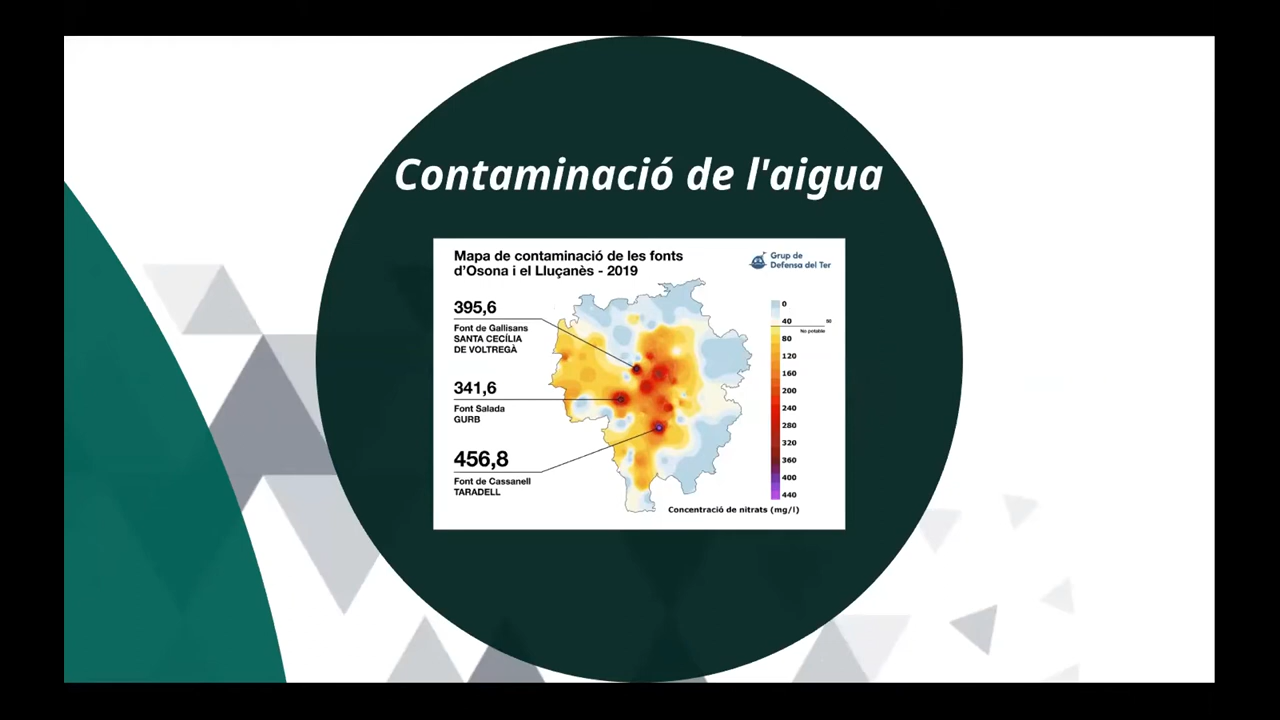 Contaminació de l'aigua
Mapa de contaminació de les fonts
d'Osona i el Lluçanès - 2019
Grup de
Defensa del Ter
395,6
Font de Gallisans
SANTA CECÍLIA
DE VOLTREGÀ
341,6
Font Salada
GURB
456,8
Font de Cassanell
TARADELL
0
40
50
No potable
80
120
160
200
240
280
320
360
400
440
Concentració de nitrats (mg/l)